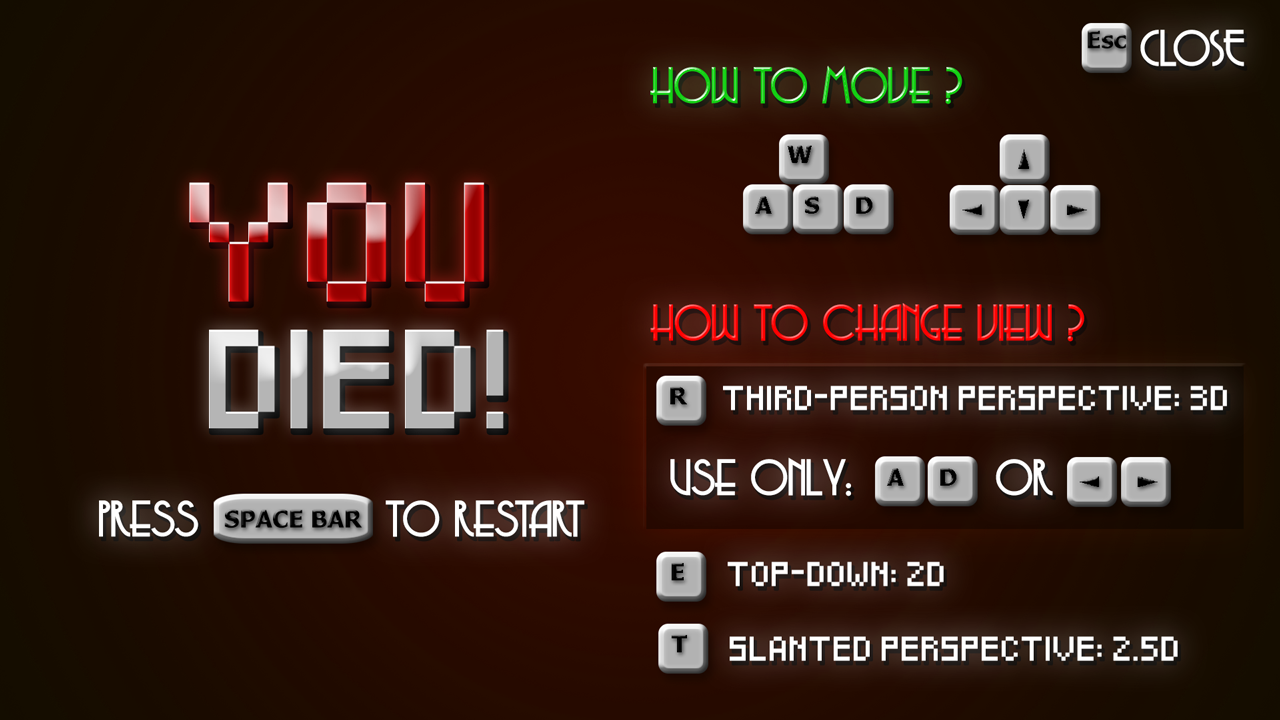 Esc CLOSE
HOW TO MOVE ?
W
A S D
YOU
DIED!
PRESS SPACE BAR TO RESTART
HOW TO CHANGE VIEW ?
R THIRD-PERSON PERSPECTIVE: 3D
USE ONLY: A D OR
E TOP-DOWN: 2D
T SLANTED PERSPECTIVE: 2.5D